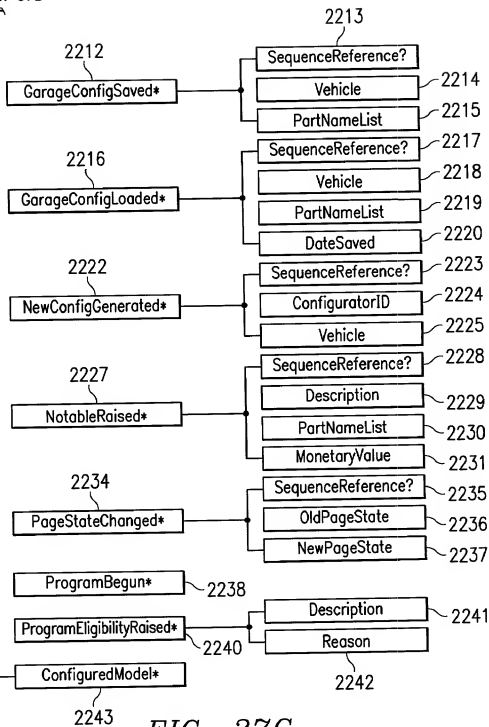 2212
GarageConfigSaved*
2213
SequenceReference?
Vehicle
2214
PartNameList
2215
2216
GarageConfigLoaded*
SequenceReference?
2217
Vehicle
2218
PartNameList
2219
DateSaved
2220
2222
NewConfigGenerated*
SequenceReference?
2223
ConfiguratorID
2224
Vehicle
2225
2227
NotableRaised*
SequenceReference?
2228
Description
2229
PartNameList
2230
MonetaryValue
2231
2234
PageStateChanged*
SequenceReference?
2235
OldPageState
2236
NewPageState
2237
ProgramBegun*
2238
ProgramEligibilityRaised*
2240
Description
2241
Reason
2242
ConfiguredModel*
2243